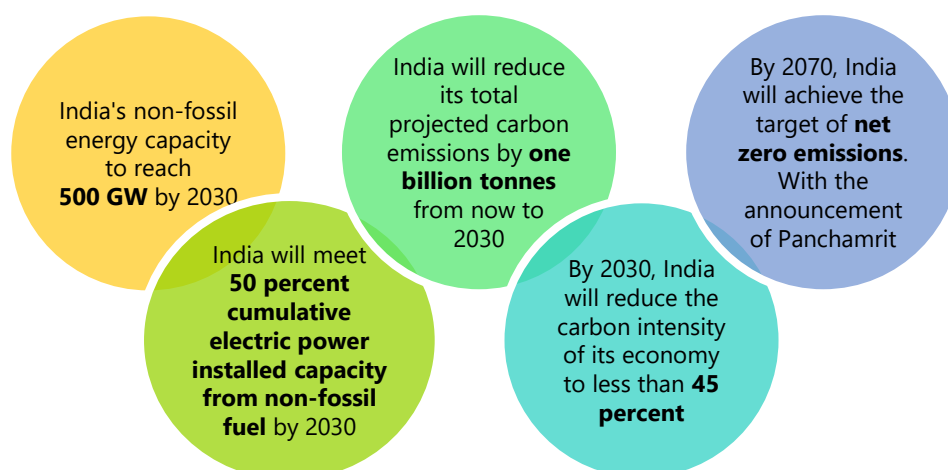 India's non-fossil
energy capacity
to reach
500 GW by 2030
India will meet
50 percent
cumulative
electric power
installed capacity
from non-fossil
fuel by 2030
India will reduce
its total
projected carbon
emissions by one
billion tonnes
from now to
2030
By 2030, India
will reduce the
carbon intensity
of its economy
to less than 45
percent
By 2070, India
will achieve the
target of net
zero emissions.
With the
announcement
of Panchamrit